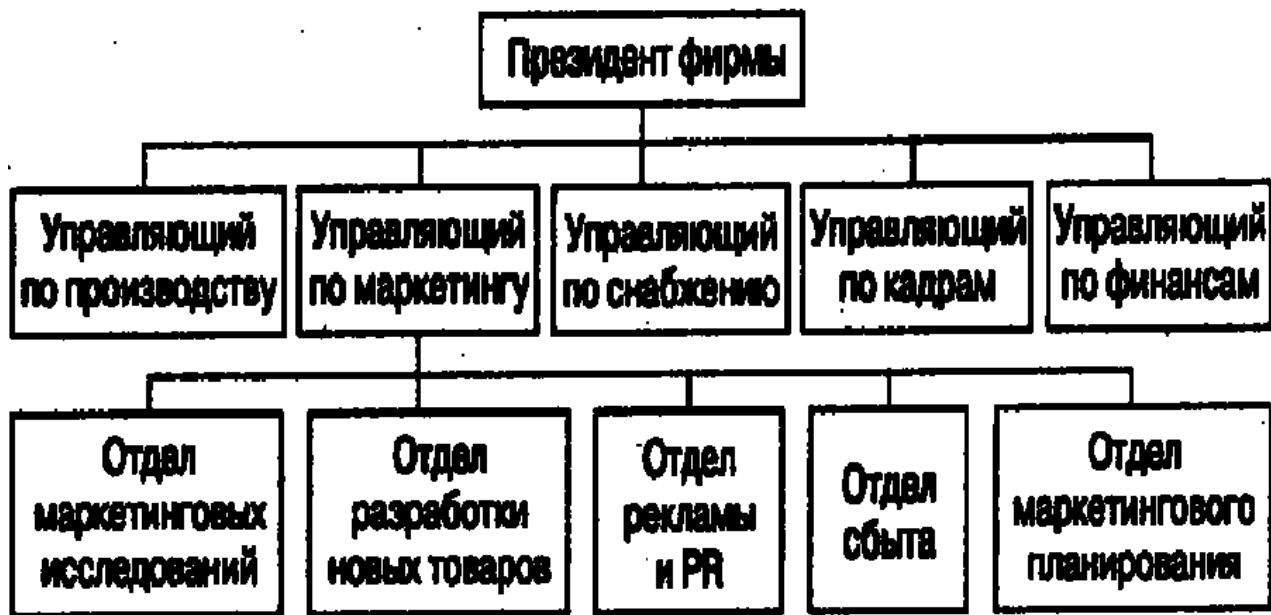 Президент фирмы
Управляющий
по производству
Управляющий
по маркетингу
Управляющий
по снабжению
Управляющий
по кадрам
Управляющий
по финансам
Отдел
маркетинговых
исследований
Отдел
разработки
новых товаров
Отдел
рекламы
и PR
Отдел
сбыта
Отдел
маркетингового
планирования